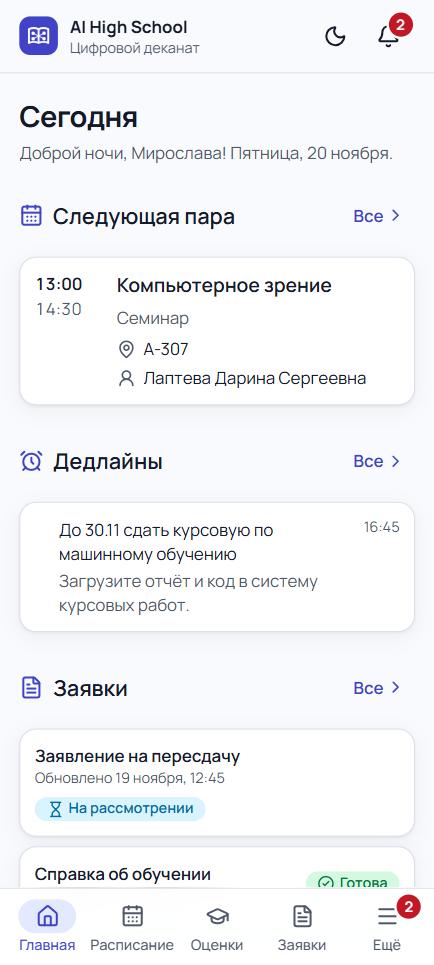 AI High School
Цифровой деканат
2
Сегодня
Доброй ночи, Мирослава! Пятница, 20 ноября.
Следующая пара
Все
13:00
14:30
Компьютерное зрение
Семинар
А-307
Лаптева Дарина Сергеевна
Дедлайны
Все
До 30.11 сдать курсовую по
машинному обучению
16:45
Загрузите отчёт и код в систему
курсовых работ.
Заявки
Все
Заявление на пересдачу
Обновлено 19 ноября, 12:45
На рассмотрении
Справка об обучении
Готова
2
Главная
Расписание
Оценки
Заявки
Ещё